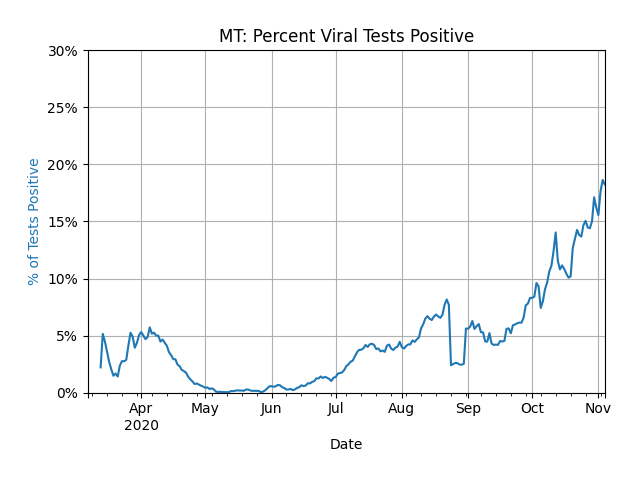 MT: Percent Viral Tests Positive
30%
25%
20%
15%
10%
5%
0%
% of Tests Positive
Apr May Jun Jul Aug Sep Oct Nov
2020
Date